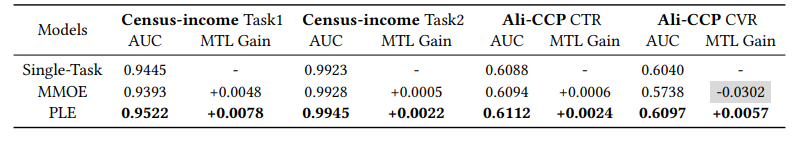 Models Census-income Task1 Census-income Task2 Ali-CCP CTR Ali-CCP CVR
AUC MTL Gain AUC MTL Gain AUC MTL Gain AUC MTL Gain
Single-Task 0.9445 - 0.9923 - 0.6088 - 0.6040 -
MMOE 0.9393 +0.0048 0.9928 +0.0005 0.6094 +0.0006 0.5738 -0.0302
PLE 0.9522 +0.0078 0.9945 +0.0022 0.6112 +0.0024 0.6097 +0.0057